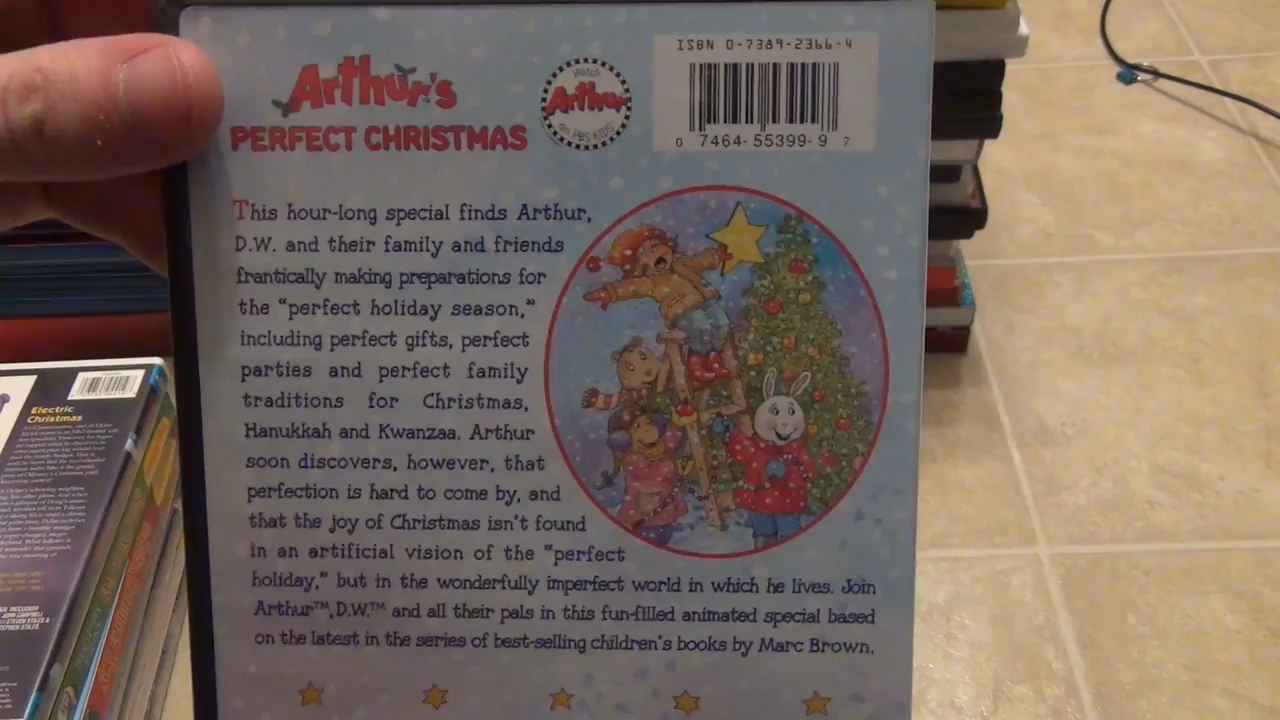 ISBN 0-7389-2366-4
Arthur's
PERFECT CHRISTMAS
Watch
Arthur
on PBS KIDS
0 7464-55399-9 7
This hour-long special finds Arthur,
D.W. and their family and friends
frantically making preparations for
the “perfect holiday season,”
including perfect gifts, perfect
parties and perfect family
traditions for Christmas,
Hanukkah and Kwanzaa. Arthur
soon discovers, however, that
perfection is hard to come by, and
that the joy of Christmas isn't found
in an artificial vision of the “perfect
holiday,” but in the wonderfully imperfect world in which he lives. Join
Arthur™, D.W.™ and all their pals in this fun-filled animated special based
on the latest in the series of best-selling children's books by Marc Brown.
Electric
Christmas